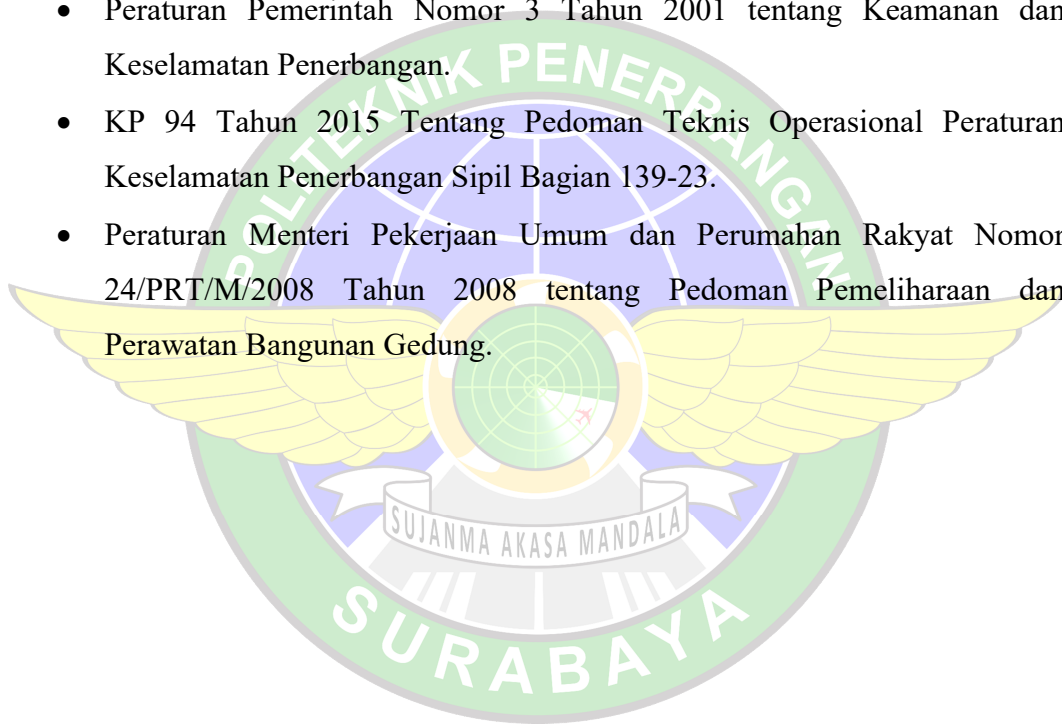 • Peraturan Pemerintah Nomor 3 Tahun 2001 tentang Keamanan dan
Keselamatan Penerbangan.
• KP 94 Tahun 2015 Tentang Pedoman Teknis Operasional Peraturan
Keselamatan Penerbangan Sipil Bagian 139-23.
• Peraturan Menteri Pekerjaan Umum dan Perumahan Rakyat Nomor
24/PRT/M/2008 Tahun 2008 tentang Pedoman Pemeliharaan dan
Perawatan Bangunan Gedung.
POLITEKNIK PENERBANGAN
SUJANMA AKASA MANDALA
SURABAYA